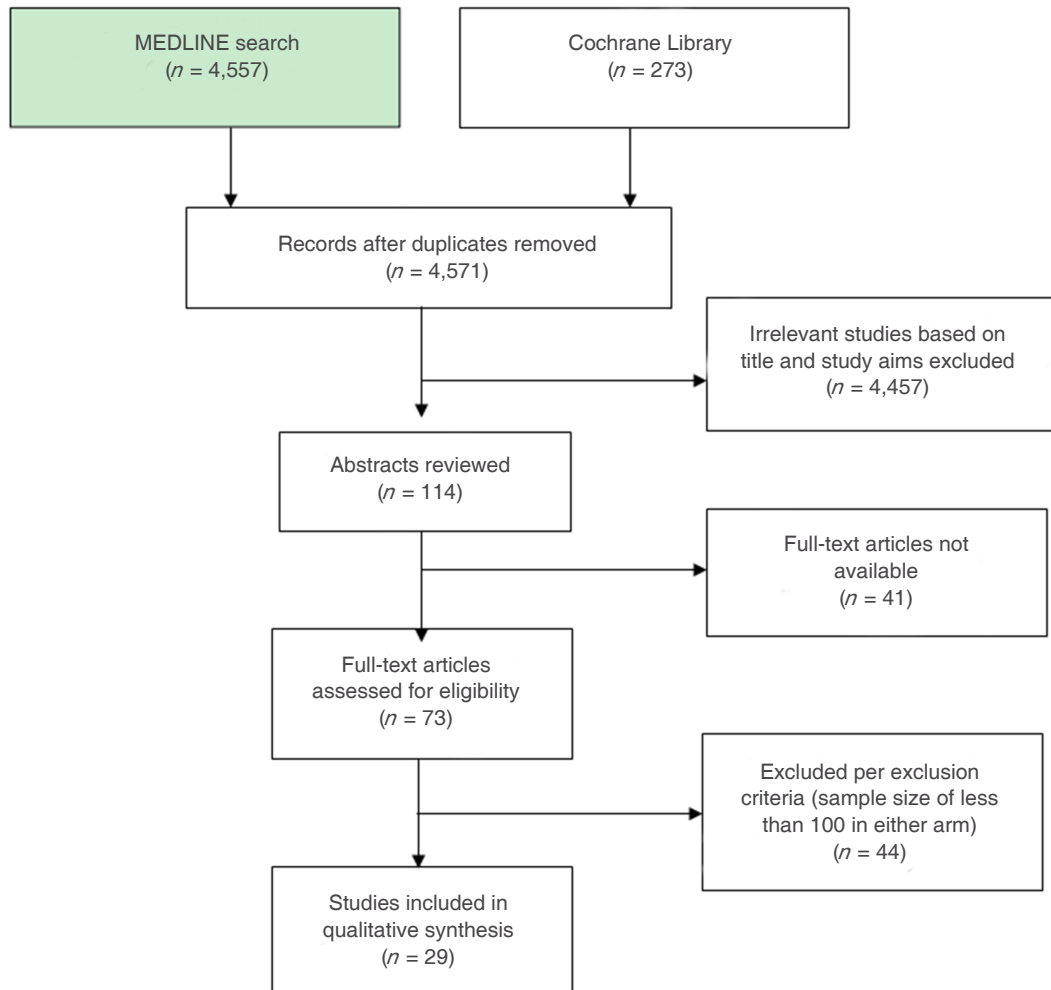 MEDLINE search
(n = 4,557)
Cochrane Library
(n = 273)
Records after duplicates removed
(n = 4,571)
Irrelevant studies based on
title and study aims excluded
(n = 4,457)
Abstracts reviewed
(n = 114)
Full-text articles not
available
(n = 41)
Full-text articles
assessed for eligibility
(n = 73)
Excluded per exclusion
criteria (sample size of less
than 100 in either arm)
(n = 44)
Studies included in
qualitative synthesis
(n = 29)